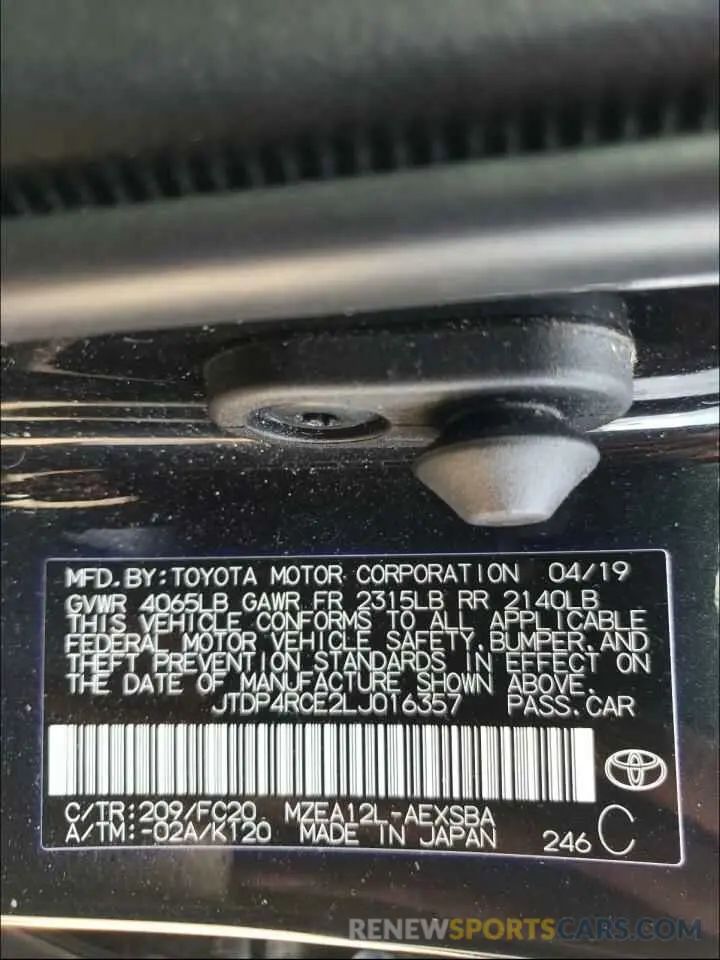 MFD. BY: TOYOTA MOTOR CORPORATION 04/19
GVWR 4065LB GAWR FR 2315LB RR 2140LB
THIS VEHICLE CONFORMS TO ALL APPLICABLE
FEDERAL MOTOR VEHICLE SAFETY, BUMPER, AND
THEFT PREVENTION STANDARDS IN EFFECT ON
THE DATE OF MANUFACTURE SHOWN ABOVE.
JTDP4RCE2LJ016357 PASS. CAR
C/TR: 209/FC20 MZEA12L-AEXSBA
A/TM: -02A/K120 MADE IN JAPAN 246 C
RENEWSPORTSCARS.COM